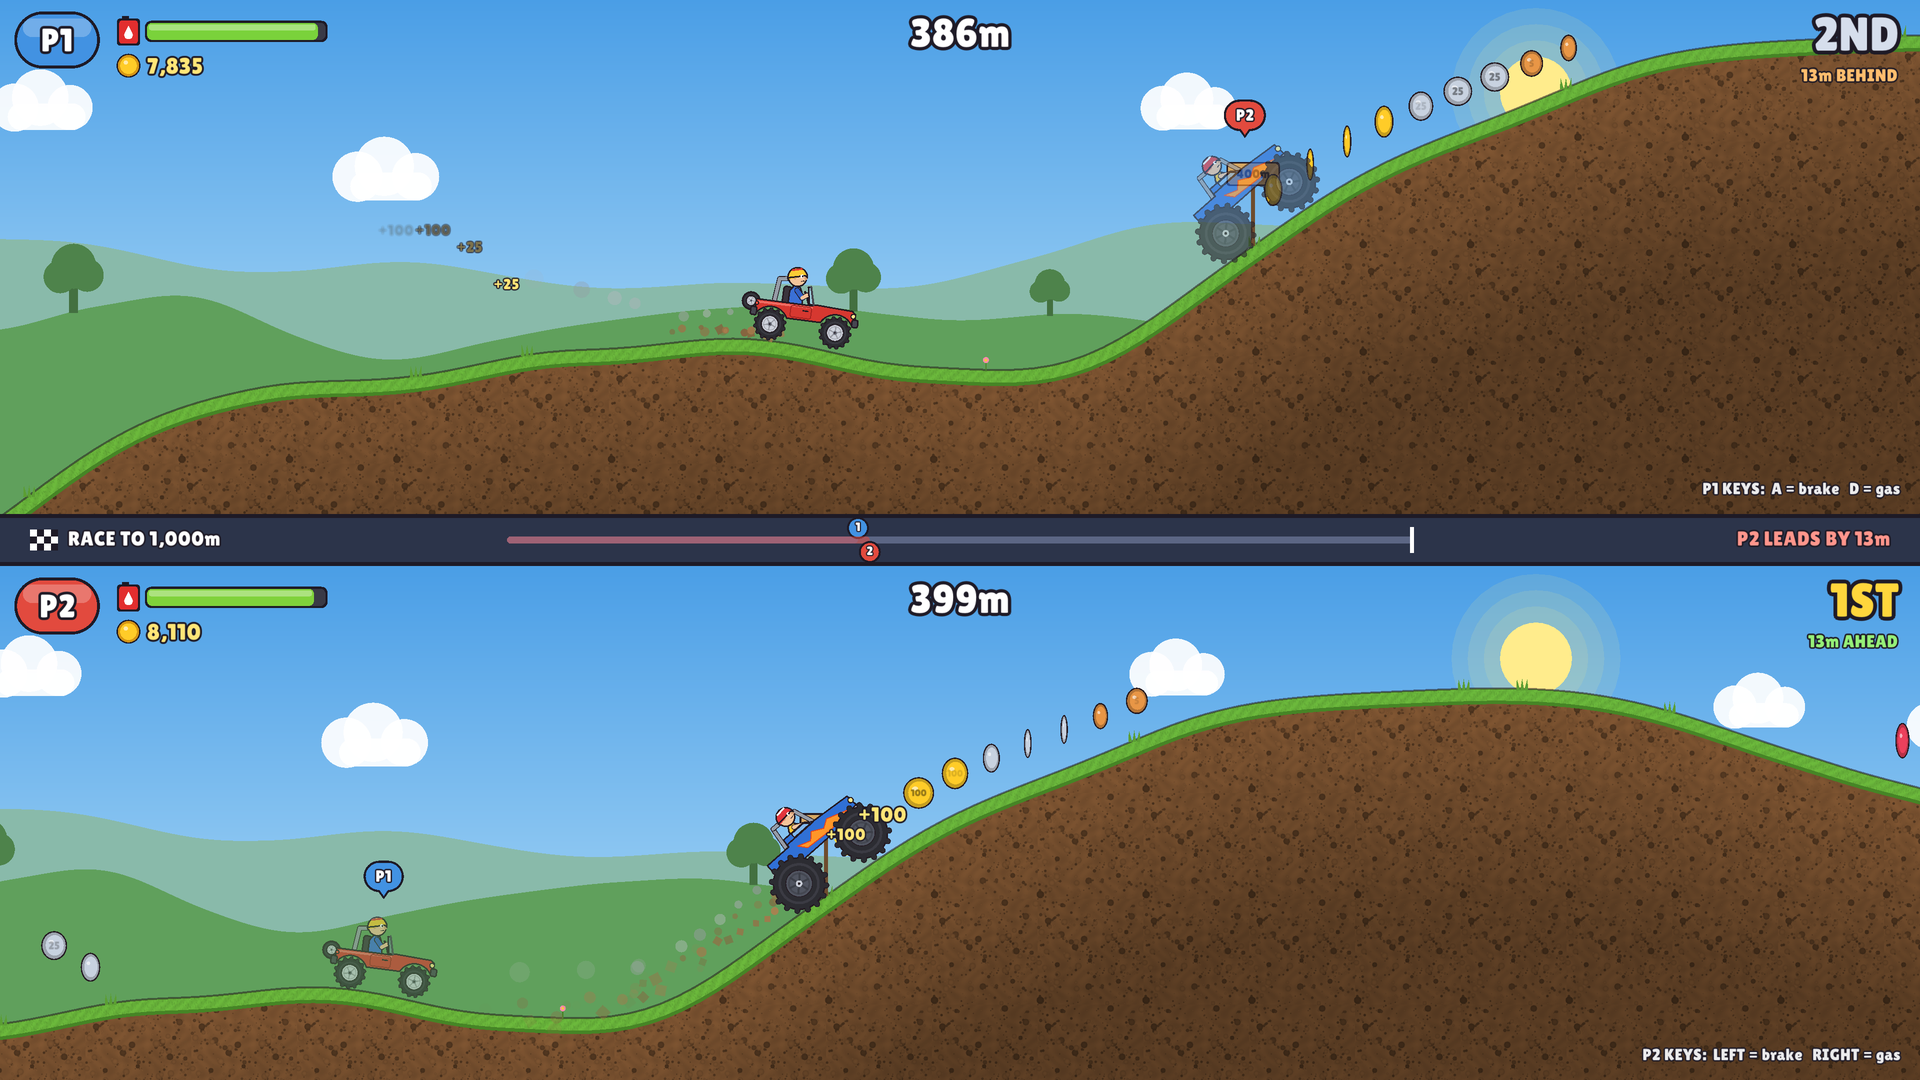 P1
7,835
386m
2ND
13m BEHIND
P2
400m
25
25
25
+100 +100
+25
+25
P1 KEYS: A = brake D = gas
RACE TO 1,000m
1
2
P2 LEADS BY 13m
P2
8,110
399m
1ST
13m AHEAD
100
100
+100
+100
P1
25
P2 KEYS: LEFT = brake RIGHT = gas